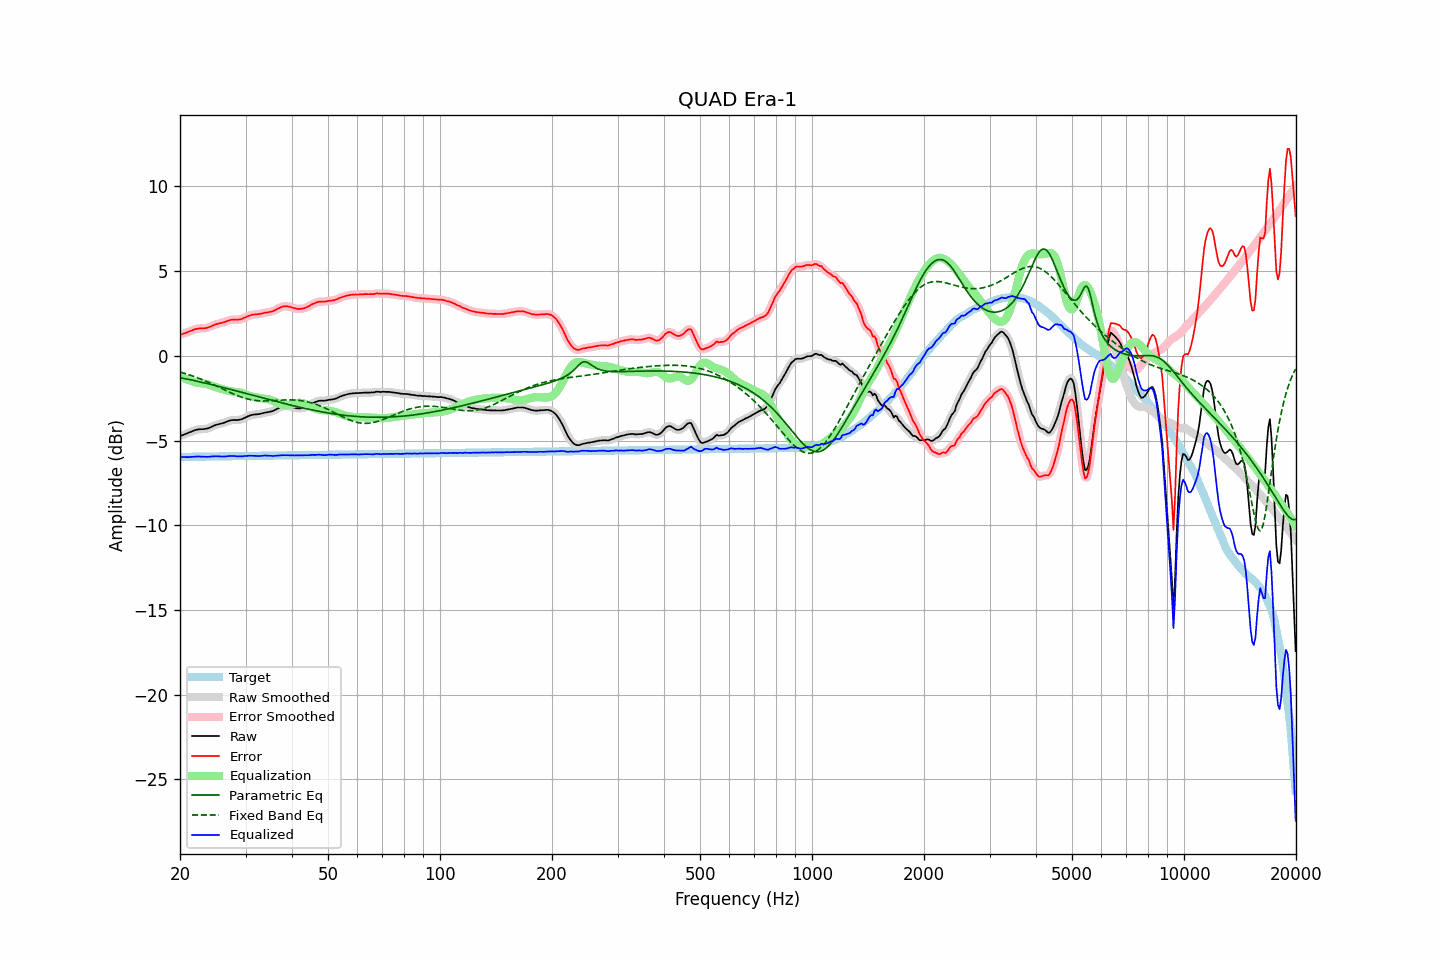 QUAD Era-1
10
5
0
−5
−10
−15
−20
−25
Amplitude (dBr)
Target
Raw Smoothed
Error Smoothed
Raw
Error
Equalization
Parametric Eq
Fixed Band Eq
Equalized
20 50 100 200 500 1000 2000 5000 10000 20000
Frequency (Hz)